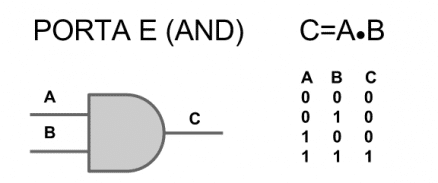 PORTA E (AND)
C=A•B
A
B
C
A B C
0 0 0
0 1 0
1 0 0
1 1 1